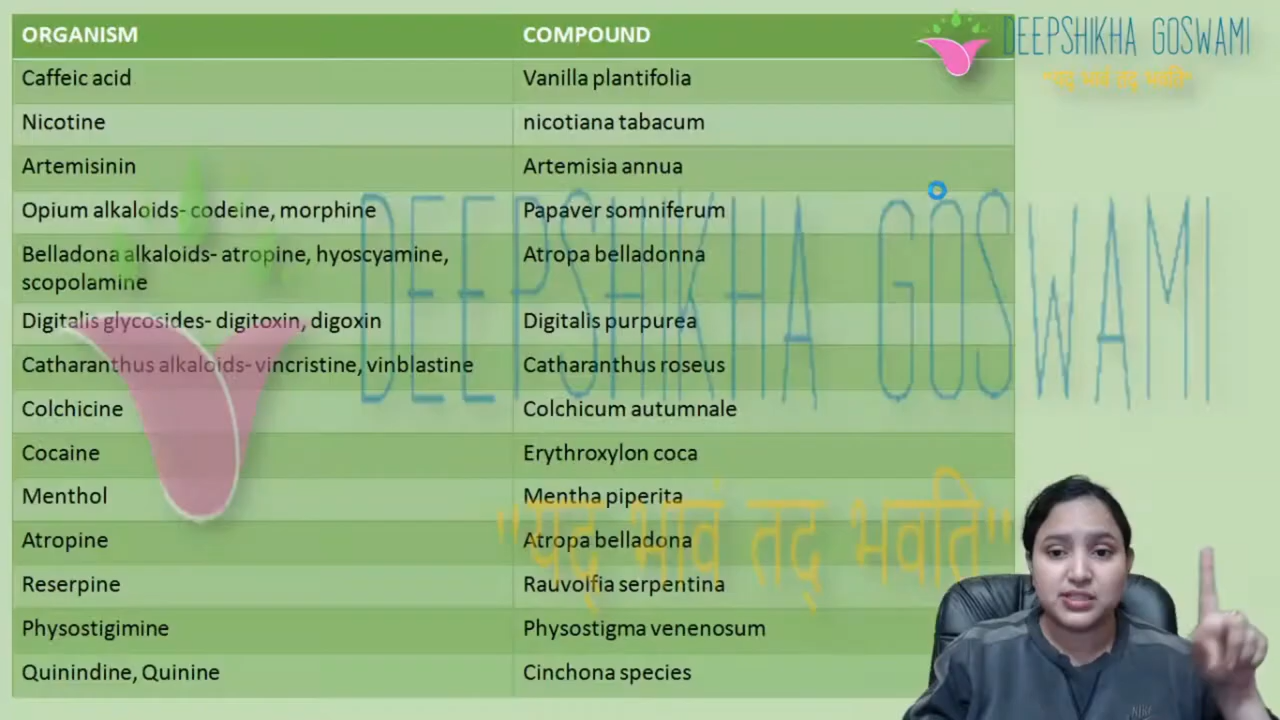 ORGANISM COMPOUND
DEEPSHIKHA GOSWAMI
"यद् भावं तद् भवति"
Caffeic acid Vanilla plantifolia
Nicotine nicotiana tabacum
Artemisinin Artemisia annua
Opium alkaloids- codeine, morphine Papaver somniferum
Belladona alkaloids- atropine, hyoscyamine, Atropa belladonna
scopolamine
Digitalis glycosides- digitoxin, digoxin Digitalis purpurea
Catharanthus alkaloids- vincristine, vinblastine Catharanthus roseus
Colchicine Colchicum autumnale
Cocaine Erythroxylon coca
Menthol Mentha piperita
Atropine Atropa belladona
Reserpine Rauvolfia serpentina
Physostigimine Physostigma venenosum
Quinindine, Quinine Cinchona species
DEEPSHIKHA GOSWAMI
"यद् भावं तद् भवति"